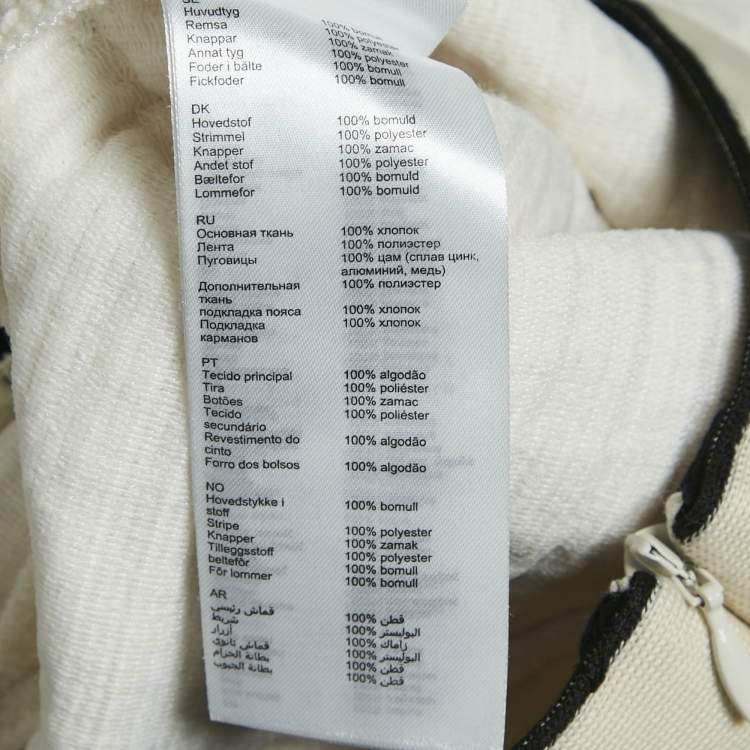 SE
Huvudtyg 100% bomull
Remsa 100% polyester
Knappar 100% zamak
Annat tyg 100% polyester
Foder i bälte 100% bomull
Fickfoder 100% bomull
DK
Hovedstof 100% bomuld
Strimmel 100% polyester
Knapper 100% zamac
Andet stof 100% polyester
Bæltefor 100% bomuld
Lommefor 100% bomuld
RU
Основная ткань 100% хлопок
Лента 100% полиэстер
Пуговицы 100% цам (сплав цинк,
алюминий, медь)
Дополнительная 100% полиэстер
ткань
подкладка пояса 100% хлопок
Подкладка 100% хлопок
карманов
PT
Tecido principal 100% algodão
Tira 100% poliéster
Botões 100% zamac
Tecido 100% poliéster
secundário
Revestimento do 100% algodão
cinto
Forro dos bolsos 100% algodão
NO
Hovedstykke i 100% bomull
stoff
Stripe 100% polyester
Knapper 100% zamak
Tilleggsstoff 100% polyester
beltefôr 100% bomull
Fôr lommer 100% bomull
AR
قماش رئيسي 100% قطن
شريط 100% البوليستر
أزرار 100% زاماك
قماش ثانوي 100% البوليستر
بطانة الحزام 100% قطن
بطانة الجيوب 100% قطن